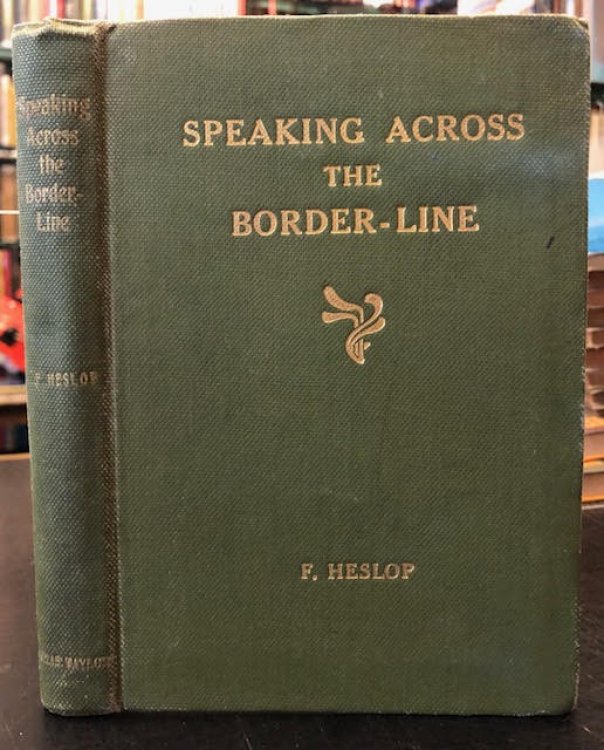 SPEAKING ACROSS
THE
BORDER-LINE
F. HESLOP
Speaking
Across
the
Border-
Line
F HESLOP